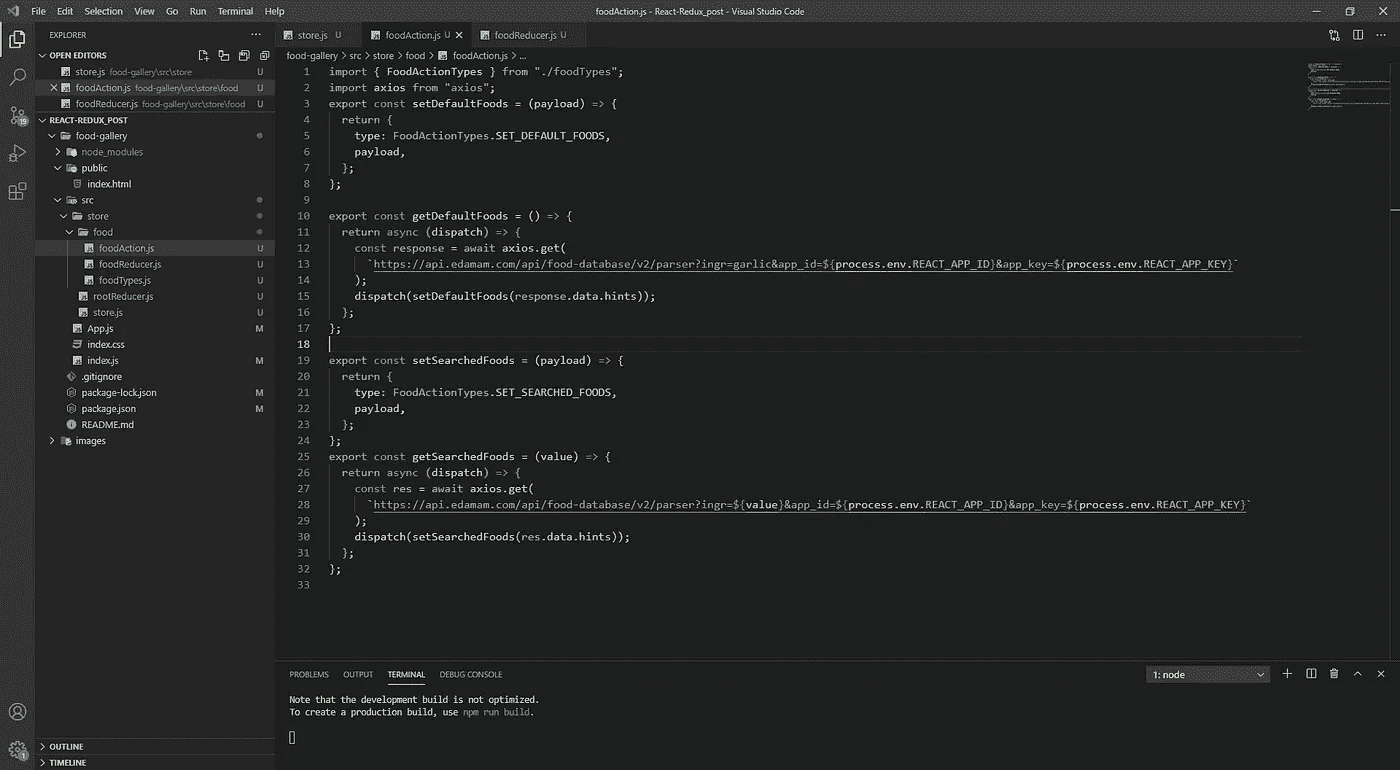 File Edit Selection View Go Run Terminal Help
foodAction.js - React-Redux_post - Visual Studio Code
EXPLORER
OPEN EDITORS
store.js food-gallery\src\store U
foodAction.js food-gallery\src\store\food U
foodReducer.js food-gallery\src\store\food U
REACT-REDUX_POST
food-gallery
node_modules
public
index.html
src
store
food
foodAction.js U
foodReducer.js U
foodTypes.js U
rootReducer.js U
store.js U
App.js M
index.css
index.js M
.gitignore
package-lock.json M
package.json M
README.md
images
OUTLINE
TIMELINE
19
1
store.js U foodAction.js U foodReducer.js U
food-gallery > src > store > food > foodAction.js > ...
1 import { FoodActionTypes } from "./foodTypes";
2 import axios from "axios";
3 export const setDefaultFoods = (payload) => {
4 return {
5 type: FoodActionTypes.SET_DEFAULT_FOODS,
6 payload,
7 };
8 };
9
10 export const getDefaultFoods = () => {
11 return async (dispatch) => {
12 const response = await axios.get(
13 `https://api.edamam.com/api/food-database/v2/parser?ingr=garlic&app_id=${process.env.REACT_APP_ID}&app_key=${process.env.REACT_APP_KEY}`
14 );
15 dispatch(setDefaultFoods(response.data.hints));
16 };
17 };
18
19 export const setSearchedFoods = (payload) => {
20 return {
21 type: FoodActionTypes.SET_SEARCHED_FOODS,
22 payload,
23 };
24 };
25 export const getSearchedFoods = (value) => {
26 return async (dispatch) => {
27 const res = await axios.get(
28 `https://api.edamam.com/api/food-database/v2/parser?ingr=${value}&app_id=${process.env.REACT_APP_ID}&app_key=${process.env.REACT_APP_KEY}`
29 );
30 dispatch(setSearchedFoods(res.data.hints));
31 };
32 };
33
PROBLEMS OUTPUT TERMINAL DEBUG CONSOLE 1: node
Note that the development build is not optimized.
To create a production build, use npm run build.